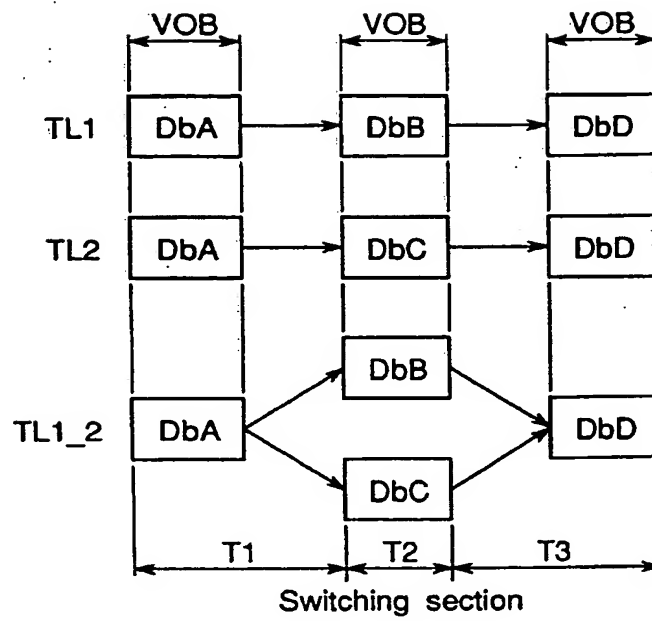 VOB VOB VOB
TL1 DbA DbB DbD
TL2 DbA DbC DbD
DbB
TL1_2 DbA DbD
DbC
T1 T2 T3
Switching section